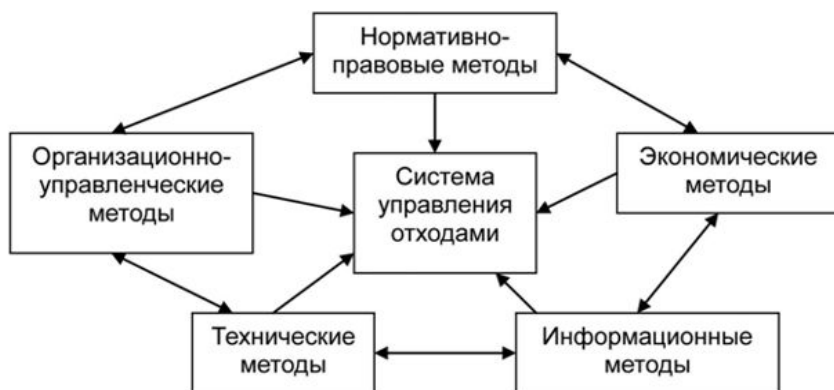 Нормативно-
правовые методы
Организационно-
управленческие
методы
Система
управления
отходами
Экономические
методы
Технические
методы
Информационные
методы